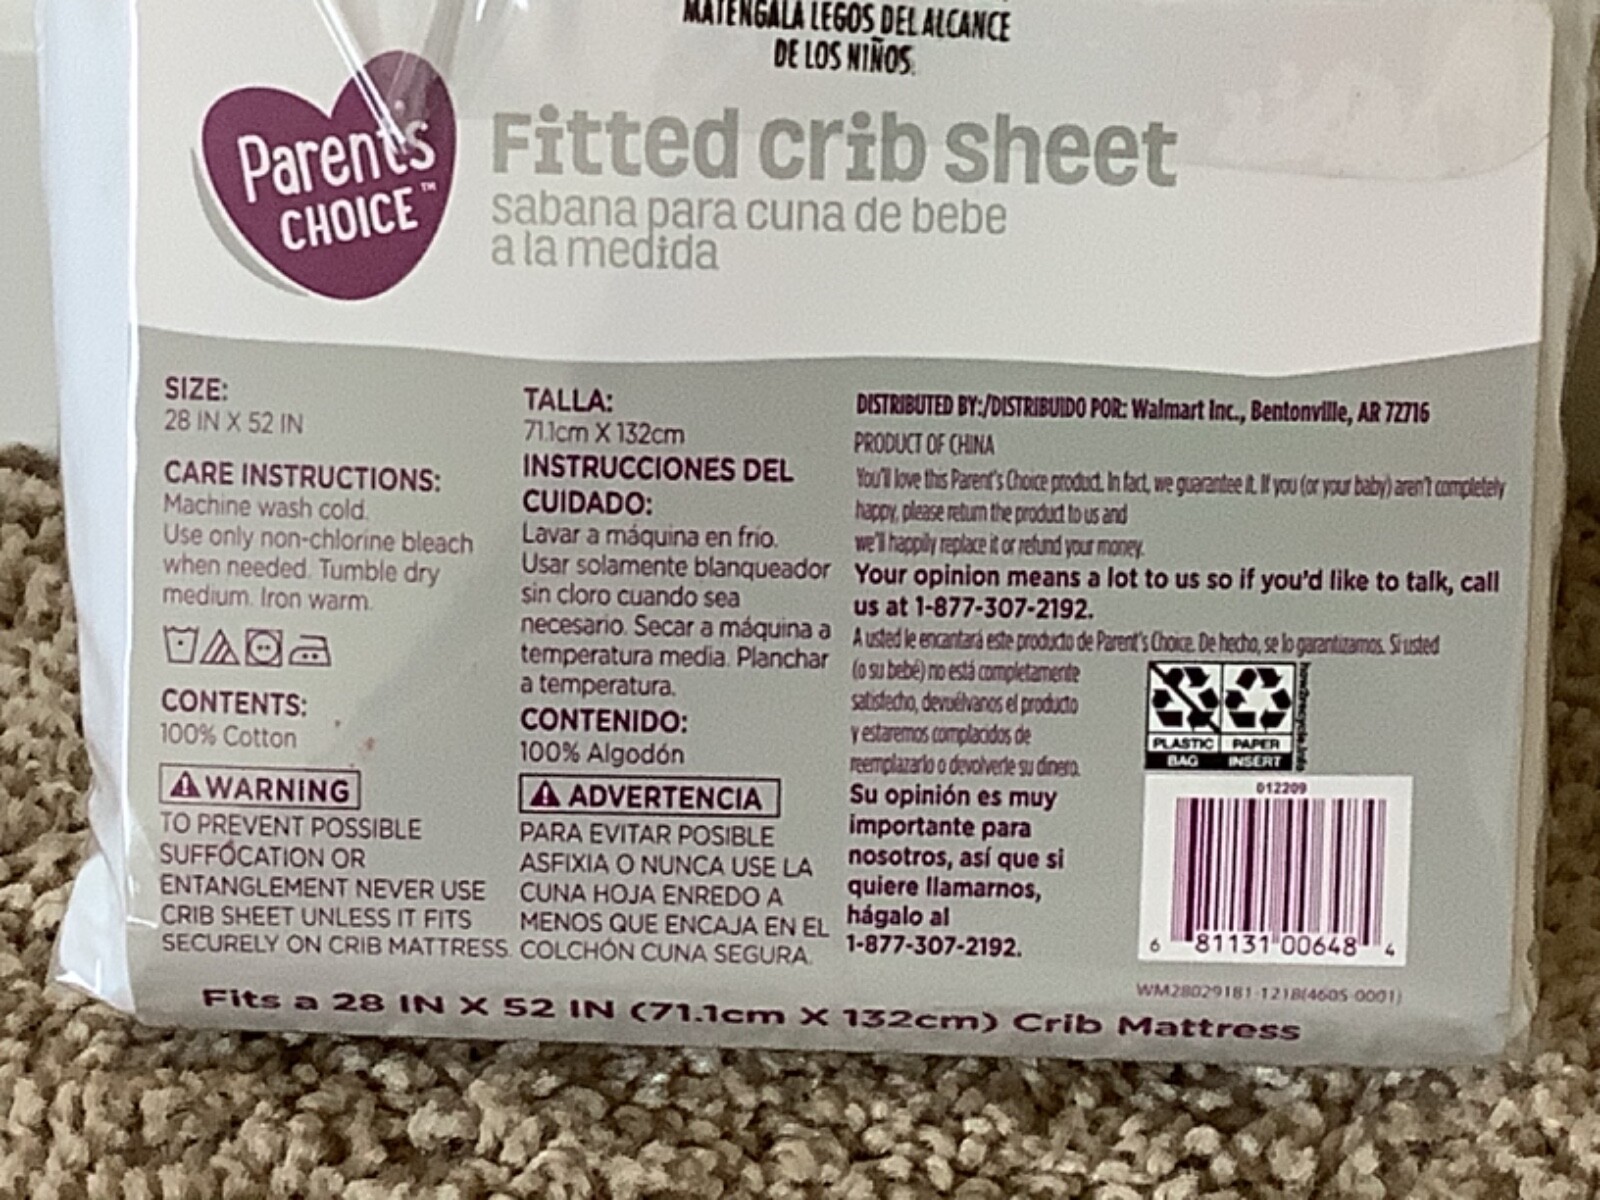 MATENGALA LEGOS DEL ALCANCE
DE LOS NIÑOS.
Parent's
CHOICE™
Fitted crib sheet
sabana para cuna de bebe
a la medida
SIZE:
28 IN X 52 IN
CARE INSTRUCTIONS:
Machine wash cold.
Use only non-chlorine bleach
when needed. Tumble dry
medium. Iron warm.
CONTENTS:
100% Cotton
WARNING
TO PREVENT POSSIBLE
SUFFOCATION OR
ENTANGLEMENT NEVER USE
CRIB SHEET UNLESS IT FITS
SECURELY ON CRIB MATTRESS.
TALLA:
71.1cm X 132cm
INSTRUCCIONES DEL
CUIDADO:
Lavar a máquina en frío.
Usar solamente blanqueador
sin cloro cuando sea
necesario. Secar a máquina a
temperatura media. Planchar
a temperatura.
CONTENIDO:
100% Algodón
ADVERTENCIA
PARA EVITAR POSIBLE
ASFIXIA O NUNCA USE LA
CUNA HOJA ENREDO A
MENOS QUE ENCAJA EN EL
COLCHÓN CUNA SEGURA.
DISTRIBUTED BY:/DISTRIBUIDO POR: Walmart Inc., Bentonville, AR 72716
PRODUCT OF CHINA
You'll love this Parent's Choice product. In fact, we guarantee it. If you (or your baby) aren't completely
happy, please return the product to us and
we'll happily replace it or refund your money.
Your opinion means a lot to us so if you'd like to talk, call
us at 1-877-307-2192.
A usted le encantará este producto de Parent's Choice. De hecho, se lo garantizamos. Si usted
(o su bebé) no está completamente
satisfecho, devuélvanos el producto
y estaremos complacidos de
reemplazarlo o devolverle su dinero.
Su opinión es muy
importante para
nosotros, así que si
quiere llamarnos,
hágalo al
1-877-307-2192.
PLASTIC PAPER
BAG INSERT
how2recycle.info
012209
6 81131 00648 4
WM28029181-1218(4605-0001)
Fits a 28 IN X 52 IN (71.1cm X 132cm) Crib Mattress